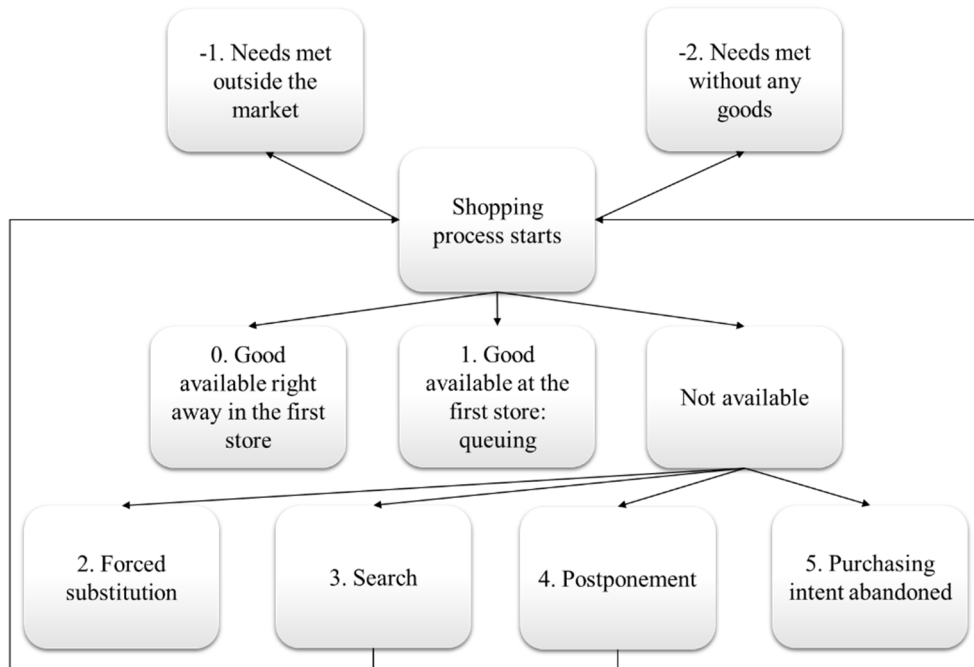 -1. Needs met
outside the
market
-2. Needs met
without any
goods
Shopping
process starts
0. Good
available right
away in the first
store
1. Good
available at the
first store:
queuing
Not available
2. Forced
substitution
3. Search
4. Postponement
5. Purchasing
intent abandoned